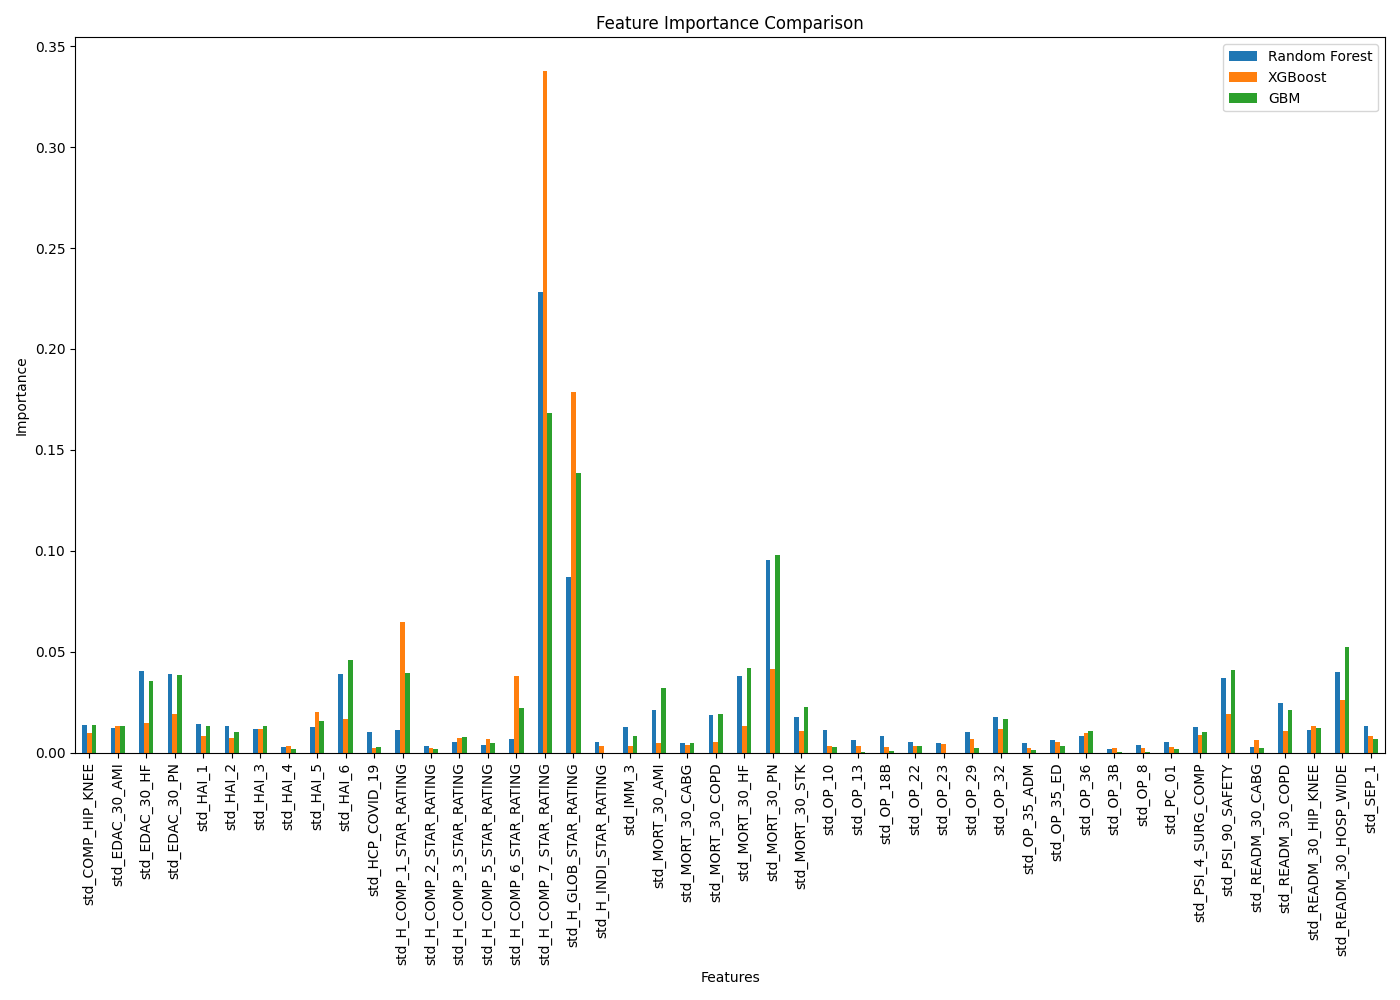 Feature Importance Comparison
Random Forest
XGBoost
GBM
Importance
0.35
0.30
0.25
0.20
0.15
0.10
0.05
0.00
std_COMP_HIP_KNEE
std_EDAC_30_AMI
std_EDAC_30_HF
std_EDAC_30_PN
std_HAI_1
std_HAI_2
std_HAI_3
std_HAI_4
std_HAI_5
std_HAI_6
std_HCP_COVID_19
std_H_COMP_1_STAR_RATING
std_H_COMP_2_STAR_RATING
std_H_COMP_3_STAR_RATING
std_H_COMP_5_STAR_RATING
std_H_COMP_6_STAR_RATING
std_H_COMP_7_STAR_RATING
std_H_GLOB_STAR_RATING
std_H_INDI_STAR_RATING
std_IMM_3
std_MORT_30_AMI
std_MORT_30_CABG
std_MORT_30_COPD
std_MORT_30_HF
std_MORT_30_PN
std_MORT_30_STK
std_OP_10
std_OP_13
std_OP_18B
std_OP_22
std_OP_23
std_OP_29
std_OP_32
std_OP_35_ADM
std_OP_35_ED
std_OP_36
std_OP_3B
std_OP_8
std_PC_01
std_PSI_4_SURG_COMP
std_PSI_90_SAFETY
std_READM_30_CABG
std_READM_30_COPD
std_READM_30_HIP_KNEE
std_READM_30_HOSP_WIDE
std_SEP_1
Features